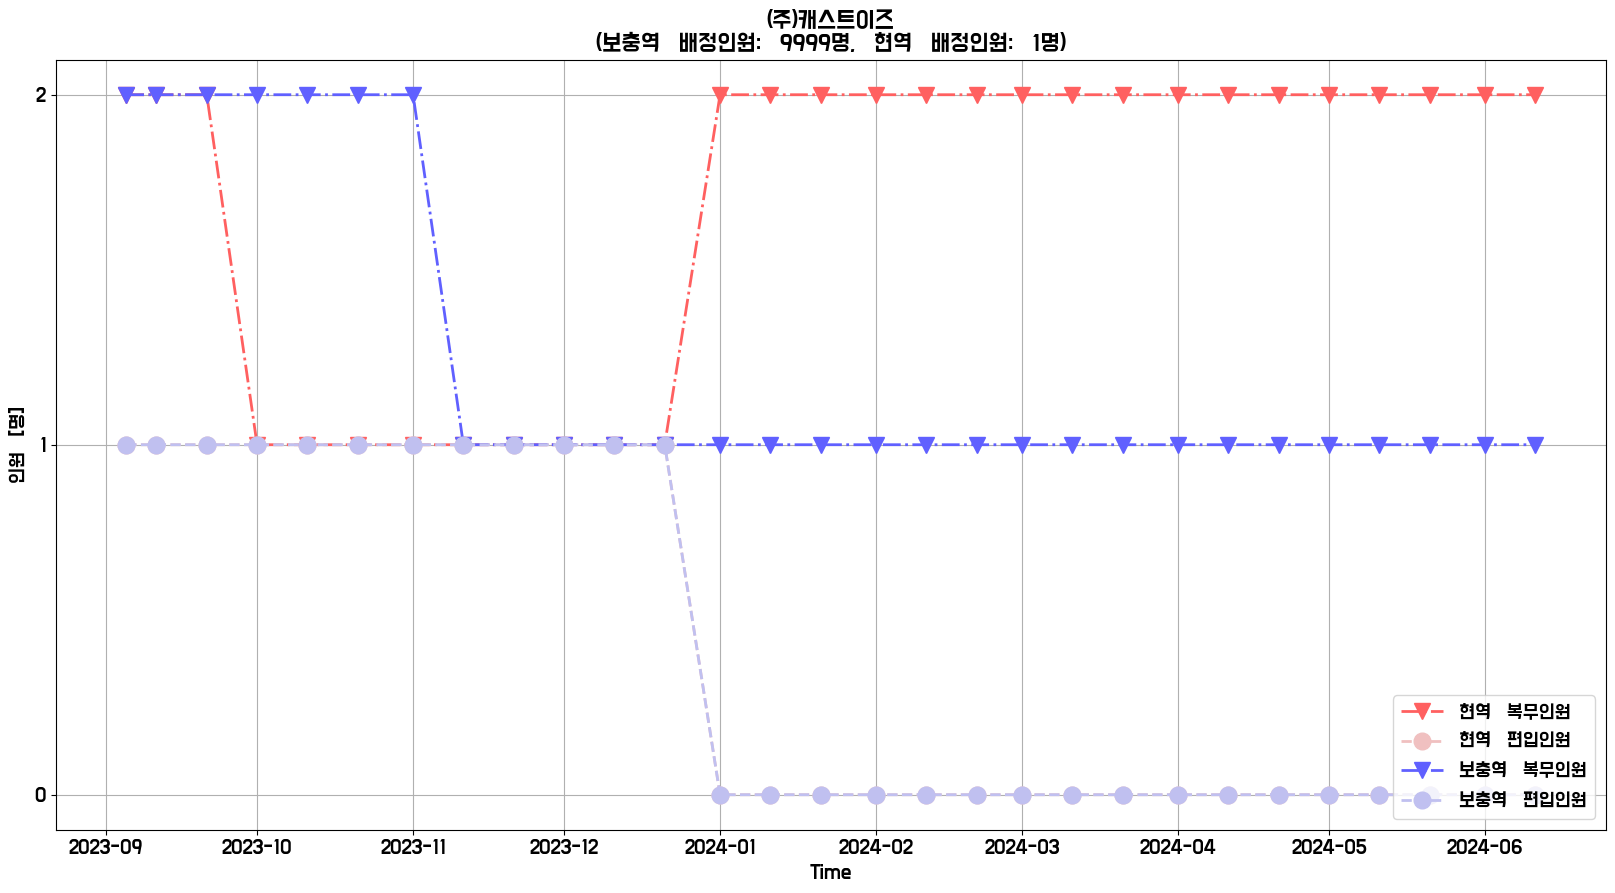 (주)캐스트이즈
(보충역 배정인원: 9999명, 현역 배정인원: 1명)
인원 [명]
2
1
0
현역 복무인원
현역 편입인원
보충역 복무인원
보충역 편입인원
2023-09 2023-10 2023-11 2023-12 2024-01 2024-02 2024-03 2024-04 2024-05 2024-06
Time